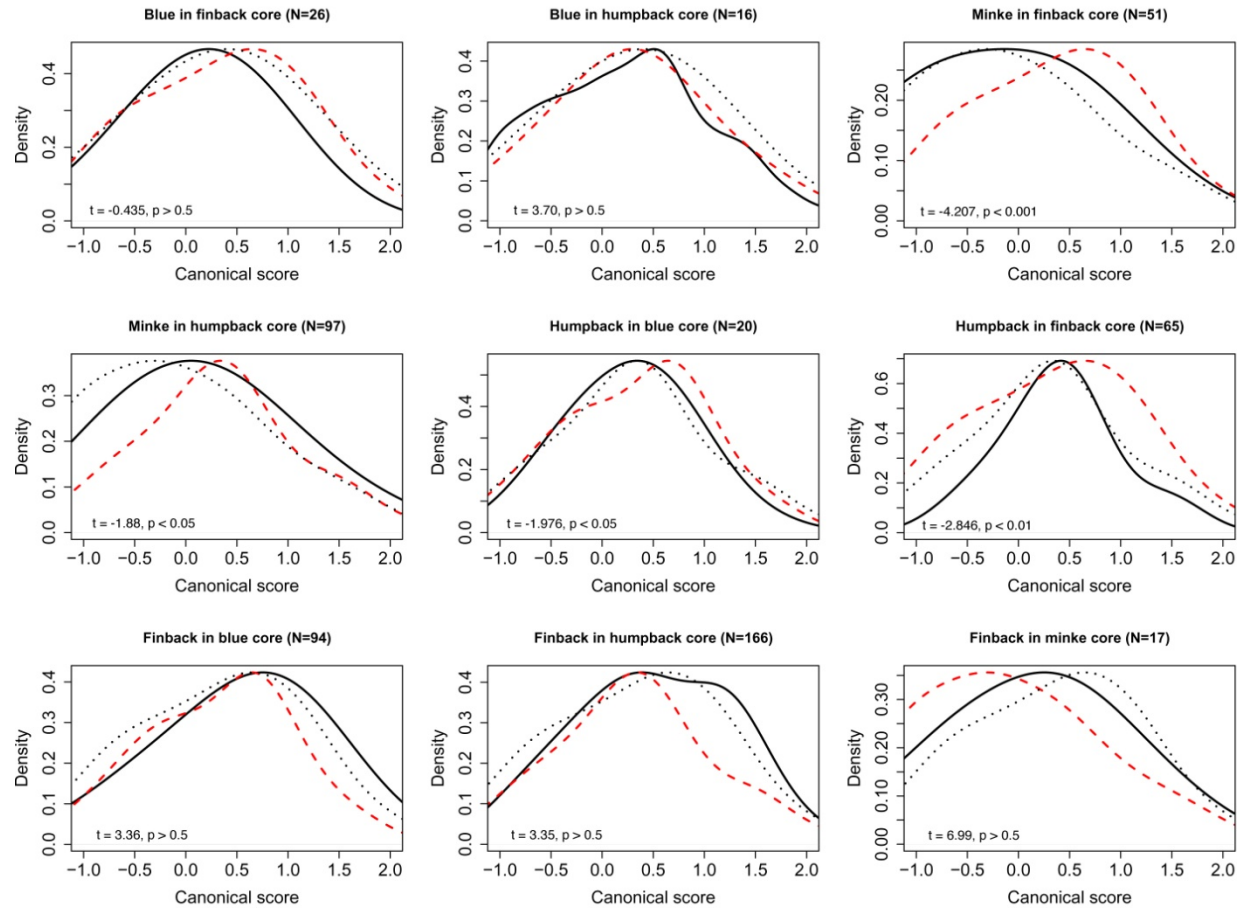 Blue in finback core (N=26)
Density
0.0 0.1 0.2 0.3 0.4
t = -0.435, p > 0.5
−1.0 −0.5 0.0 0.5 1.0 1.5 2.0
Canonical score
Blue in humpback core (N=16)
Density
0.0 0.1 0.2 0.3 0.4
t = 3.70, p > 0.5
−1.0 −0.5 0.0 0.5 1.0 1.5 2.0
Canonical score
Minke in finback core (N=51)
Density
0.00 0.10 0.20
t = -4.207, p < 0.001
−1.0 −0.5 0.0 0.5 1.0 1.5 2.0
Canonical score
Minke in humpback core (N=97)
Density
0.0 0.1 0.2 0.3
t = -1.88, p < 0.05
−1.0 −0.5 0.0 0.5 1.0 1.5 2.0
Canonical score
Humpback in blue core (N=20)
Density
0.0 0.2 0.4
t = -1.976, p < 0.05
−1.0 −0.5 0.0 0.5 1.0 1.5 2.0
Canonical score
Humpback in finback core (N=65)
Density
0.0 0.2 0.4 0.6
t = -2.846, p < 0.01
−1.0 −0.5 0.0 0.5 1.0 1.5 2.0
Canonical score
Finback in blue core (N=94)
Density
0.0 0.1 0.2 0.3 0.4
t = 3.36, p > 0.5
−1.0 −0.5 0.0 0.5 1.0 1.5 2.0
Canonical score
Finback in humpback core (N=166)
Density
0.0 0.1 0.2 0.3 0.4
t = 3.35, p > 0.5
−1.0 −0.5 0.0 0.5 1.0 1.5 2.0
Canonical score
Finback in minke core (N=17)
Density
0.00 0.10 0.20 0.30
t = 6.99, p > 0.5
−1.0 −0.5 0.0 0.5 1.0 1.5 2.0
Canonical score